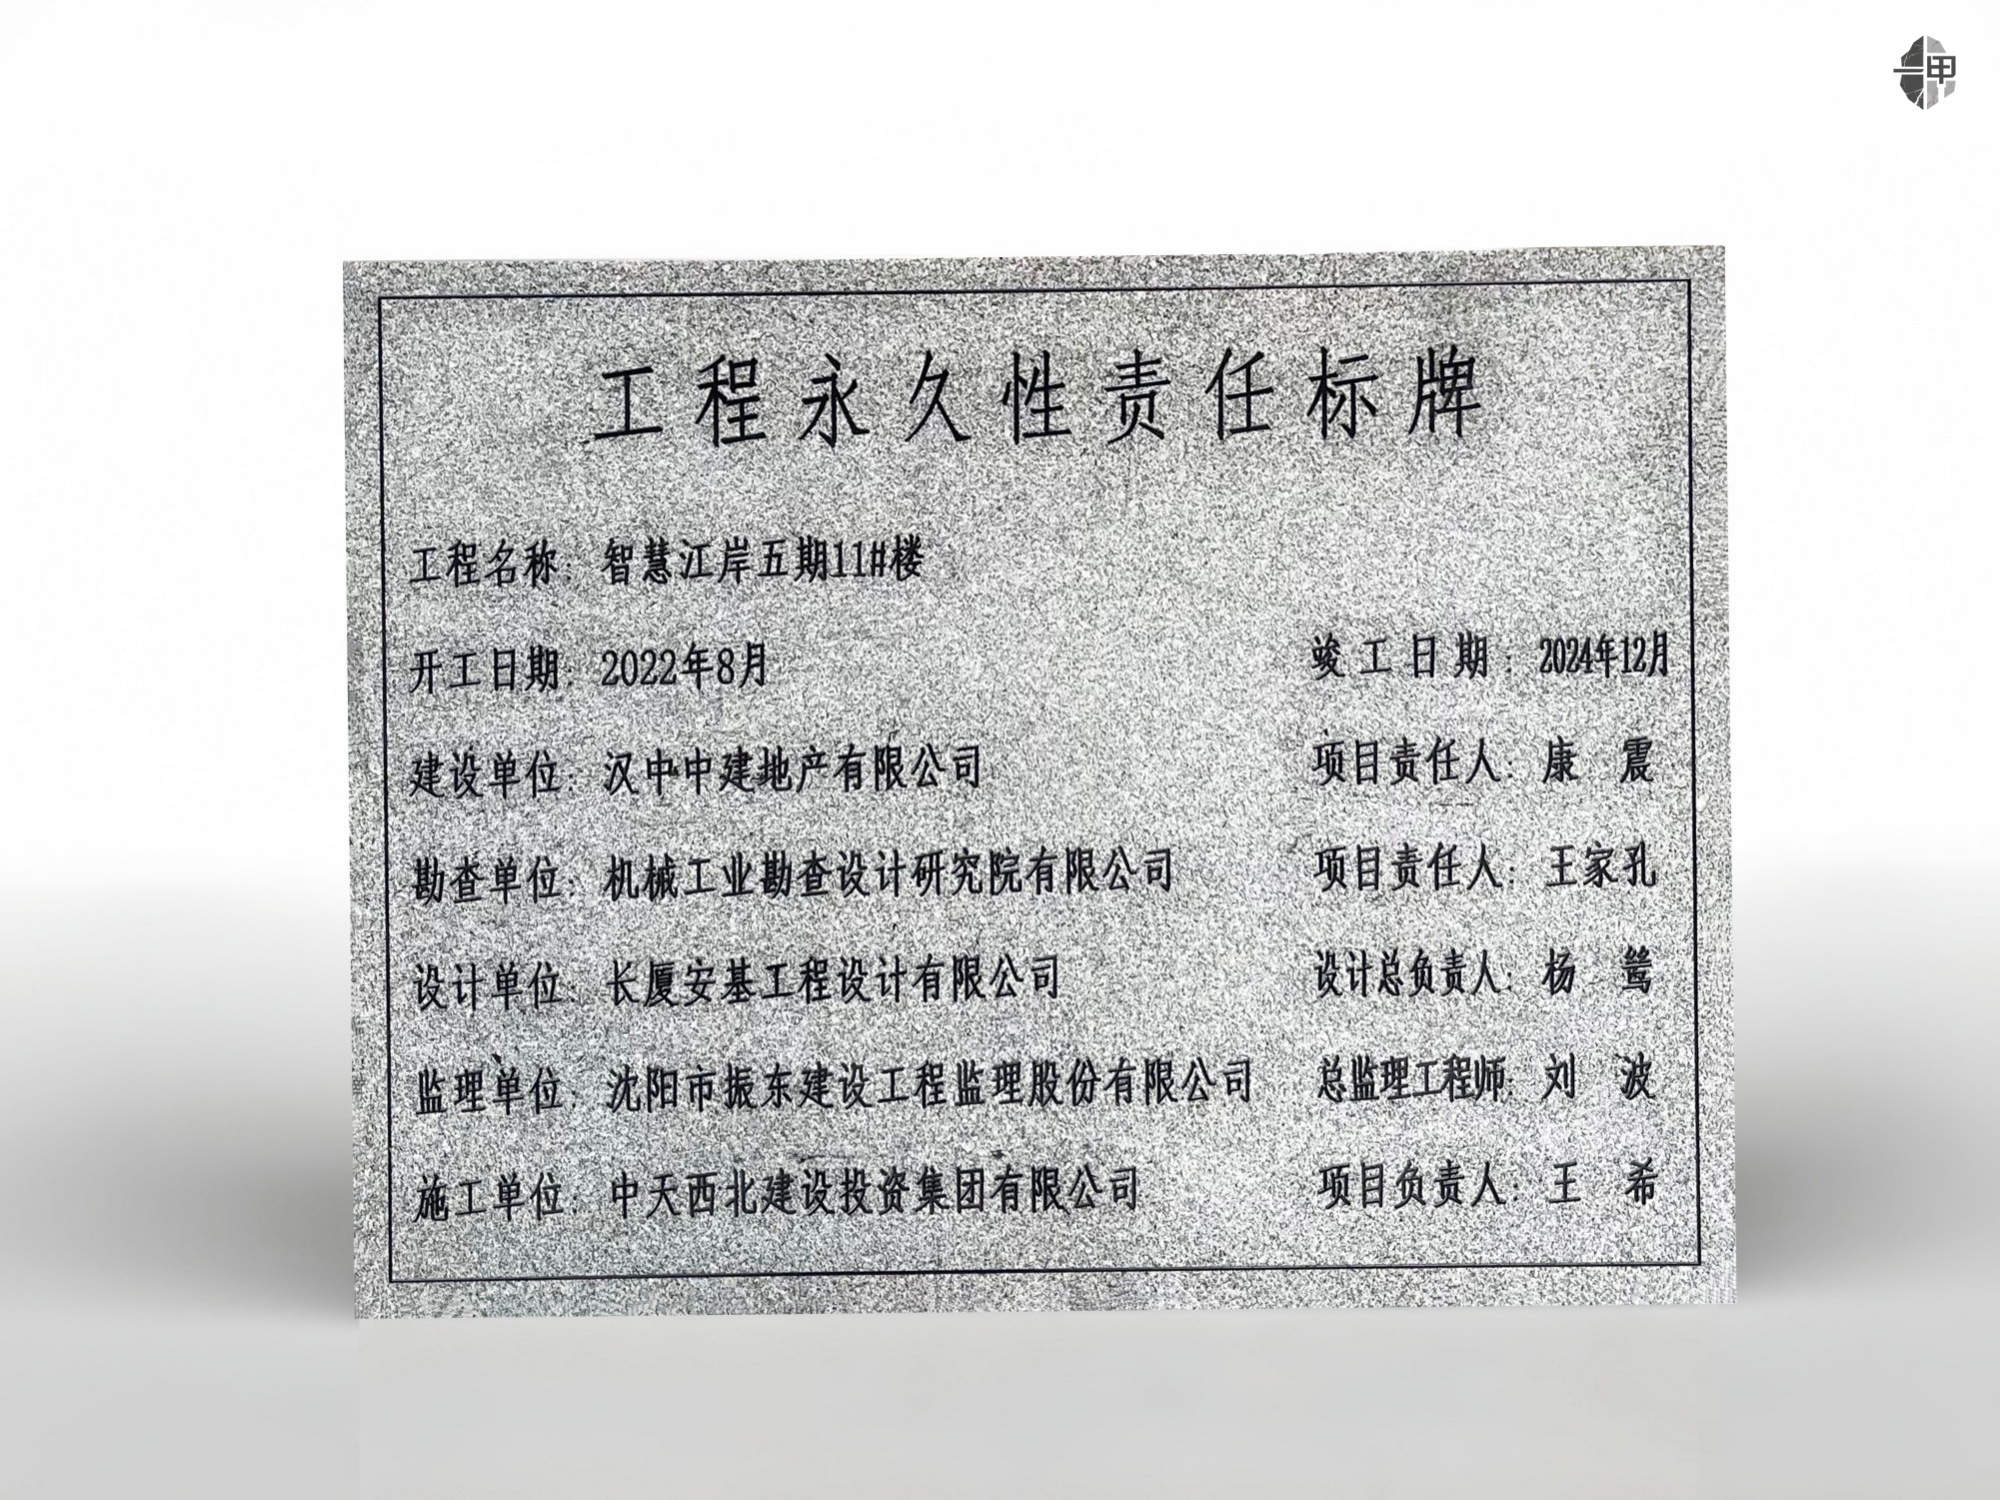 甲
工程永久性责任标牌
工程名称：智慧江岸五期11#楼
开工日期：2022年8月 竣工日期：2024年12月
建设单位：汉中中建地产有限公司 项目责任人：康 震
勘查单位：机械工业勘查设计研究院有限公司 项目责任人：王家孔
设计单位：长厦安基工程设计有限公司 设计总负责人：杨
监理单位：沈阳市振东建设工程监理股份有限公司 总监理工程师：刘 波
施工单位：中天西北建设投资集团有限公司 项目负责人：王 希